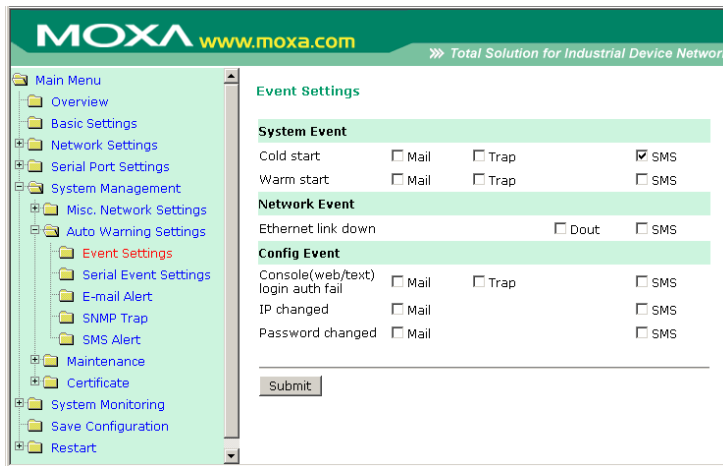 MOXA www.moxa.com
Total Solution for Industrial Device Networ
Main Menu
Overview
Basic Settings
Network Settings
Serial Port Settings
System Management
Misc. Network Settings
Auto Warning Settings
Event Settings
Serial Event Settings
E-mail Alert
SNMP Trap
SMS Alert
Maintenance
Certificate
System Monitoring
Save Configuration
Restart
Event Settings
System Event
Cold start Mail Trap SMS
Warm start Mail Trap SMS
Network Event
Ethernet link down Dout SMS
Config Event
Console(web/text)
login auth fail Mail Trap SMS
IP changed Mail SMS
Password changed Mail SMS
Submit